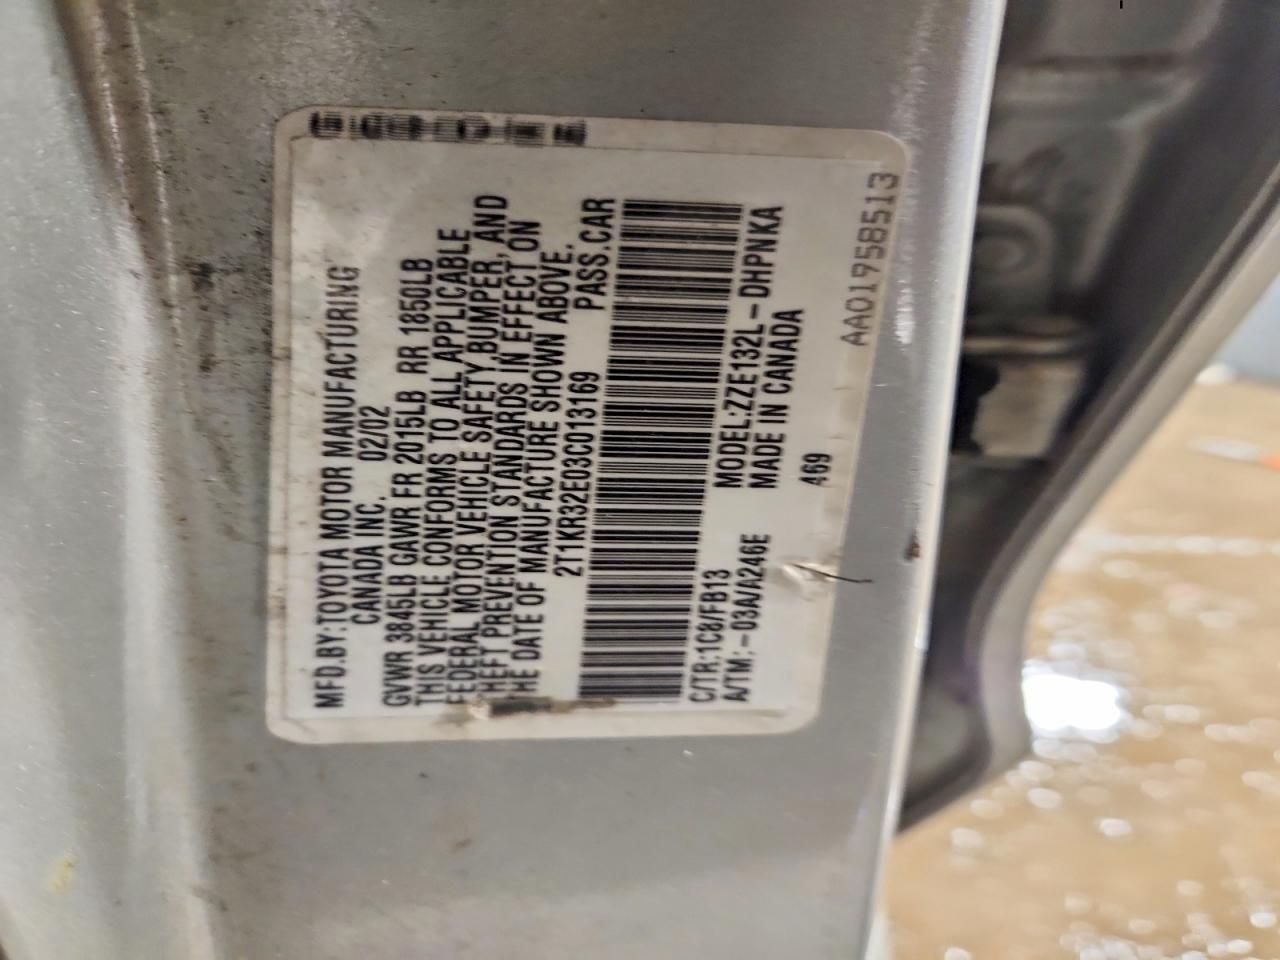 MFD.BY:TOYOTA MOTOR MANUFACTURING
CANADA INC. 02/02
GVWR 3845LB GAWR FR 2015LB RR 1850LB
THIS VEHICLE CONFORMS TO ALL APPLICABLE
FEDERAL MOTOR VEHICLE SAFETY,BUMPER, AND
THEFT PREVENTION STANDARDS IN EFFECT ON
THE DATE OF MANUFACTURE SHOWN ABOVE.
2T1KR32E03C013169 PASS.CAR
C/TR:1C8/FB13 MODEL:ZZE132L-DHPNKA
A/TM:-03A/A246E MADE IN CANADA
469
AA01958513